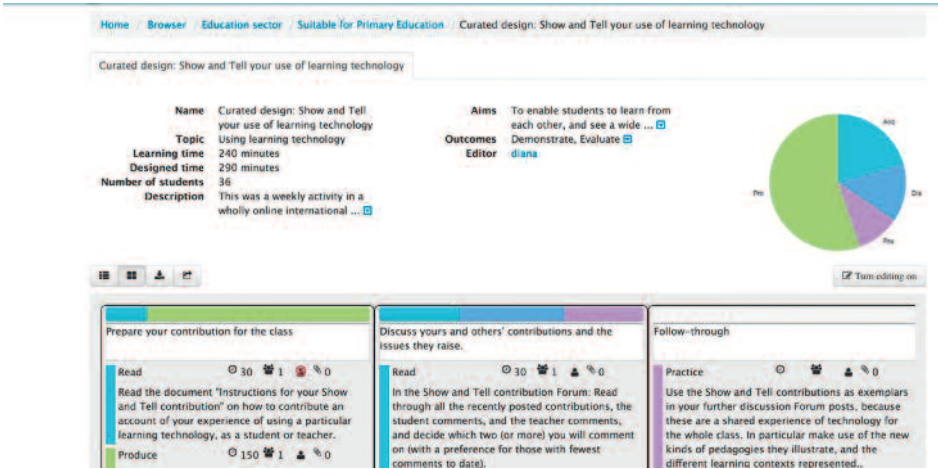 Home / Browser / Education sector / Suitable for Primary Education / Curated design: Show and Tell your use of learning technology
Curated design: Show and Tell your use of learning technology
Name Curated design: Show and Tell
your use of learning technology
Topic Using learning technology
Learning time 240 minutes
Designed time 290 minutes
Number of students 36
Description This was a weekly activity in a
wholly online international ...
Aims To enable students to learn from
each other, and see a wide ...
Outcomes Demonstrate, Evaluate
Editor diana
Dis
Pra
Pro
Turn editing on
Prepare your contribution for the class
Read 30 1 0
Read the document "Instructions for your Show
and Tell contribution" on how to contribute an
account of your experience of using a particular
learning technology, as a student or teacher.
Produce 150 1 0
Discuss yours and others' contributions and the
issues they raise.
Read 30 1 0
In the Show and Tell contribution Forum: Read
through all the recently posted contributions, the
student comments, and the teacher comments,
and decide which two (or more) you will comment
on (with a preference for those with fewest
comments to date).
Follow-through
Practice 0
Use the Show and Tell contributions as exemplars
in your further discussion Forum posts, because
these are a shared experience of technology for
the whole class. In particular make use of the new
kinds of pedagogies they illustrate, and the
different learning contexts represented..